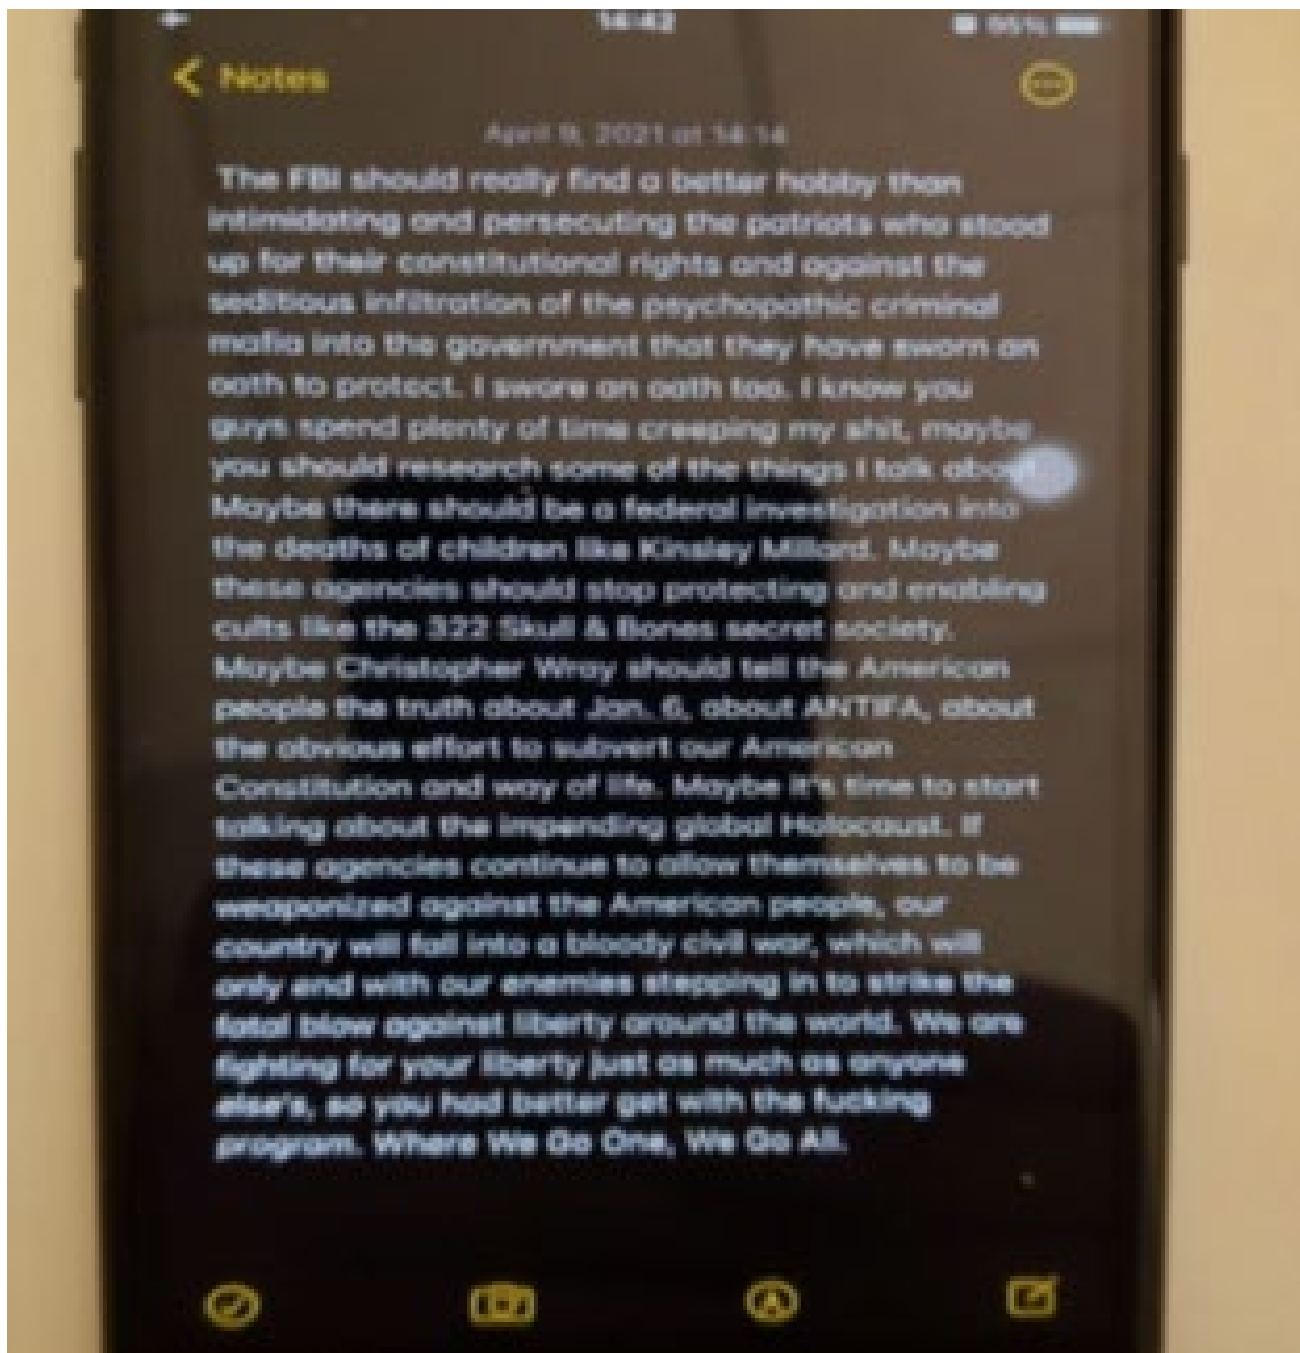 14:42
95%
Notes
April 9, 2021 at 14:14
The FBI should really find a better hobby than
intimidating and persecuting the patriots who stood
up for their constitutional rights and against the
seditious infiltration of the psychopathic criminal
mafia into the government that they have sworn an
oath to protect. I swore an oath too. I know you
guys spend plenty of time creeping my shit, maybe
you should research some of the things I talk about.
Maybe there should be a federal investigation into
the deaths of children like Kinsley Millard. Maybe
these agencies should stop protecting and enabling
cults like the 322 Skull & Bones secret society.
Maybe Christopher Wray should tell the American
people the truth about Jan. 6, about ANTIFA, about
the obvious effort to subvert our American
Constitution and way of life. Maybe it's time to start
talking about the impending global Holocaust. If
these agencies continue to allow themselves to be
weaponized against the American people, our
country will fall into a bloody civil war, which will
only end with our enemies stepping in to strike the
fatal blow against liberty around the world. We are
fighting for your liberty just as much as anyone
else's, so you had better get with the fucking
program. Where We Go One, We Go All.